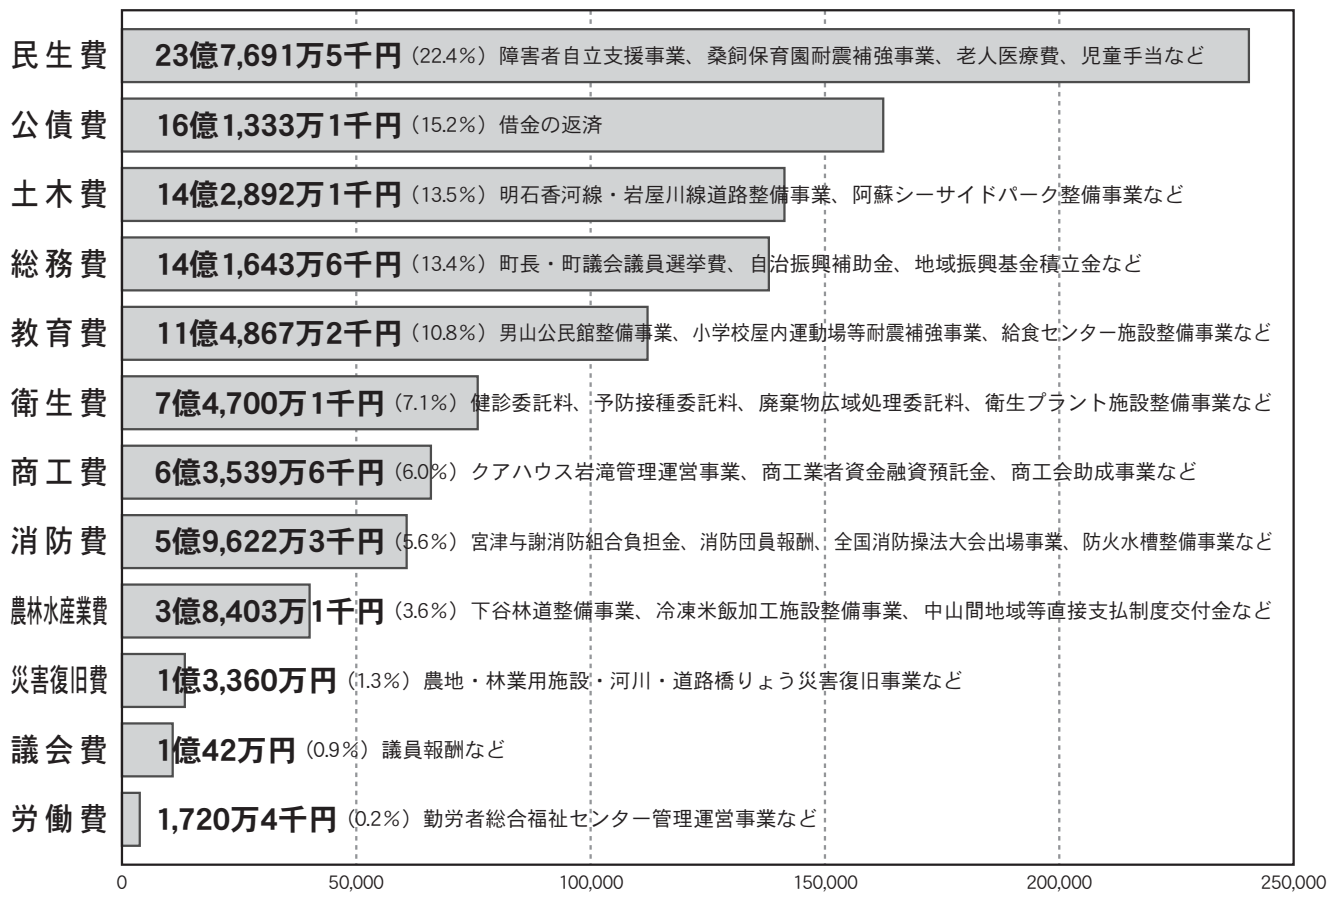 民生費 23億7,691万5千円（22.4%）障害者自立支援事業、桑飼保育園耐震補強事業、老人医療費、児童手当など
公債費 16億1,333万1千円（15.2%）借金の返済
土木費 14億2,892万1千円（13.5%）明石香河線・岩屋川線道路整備事業、阿蘇シーサイドパーク整備事業など
総務費 14億1,643万6千円（13.4%）町長・町議会議員選挙費、自治振興補助金、地域振興基金積立金など
教育費 11億4,867万2千円（10.8%）男山公民館整備事業、小学校屋内運動場等耐震補強事業、給食センター施設整備事業など
衛生費 7億4,700万1千円（7.1%）健診委託料、予防接種委託料、廃棄物広域処理委託料、衛生プラント施設整備事業など
商工費 6億3,539万6千円（6.0%）クアハウス岩滝管理運営事業、商工業者資金融資預託金、商工会助成事業など
消防費 5億9,622万3千円（5.6%）宮津与謝消防組合負担金、消防団員報酬、全国消防操法大会出場事業、防火水槽整備事業など
農林水産業費 3億8,403万1千円（3.6%）下谷林道整備事業、冷凍米飯加工施設整備事業、中山間地域等直接支払制度交付金など
災害復旧費 1億3,360万円（1.3%）農地・林業用施設・河川・道路橋りょう災害復旧事業など
議会費 1億42万円（0.9%）議員報酬など
労働費 1,720万4千円（0.2%）勤労者総合福祉センター管理運営事業など
0 50,000 100,000 150,000 200,000 250,000